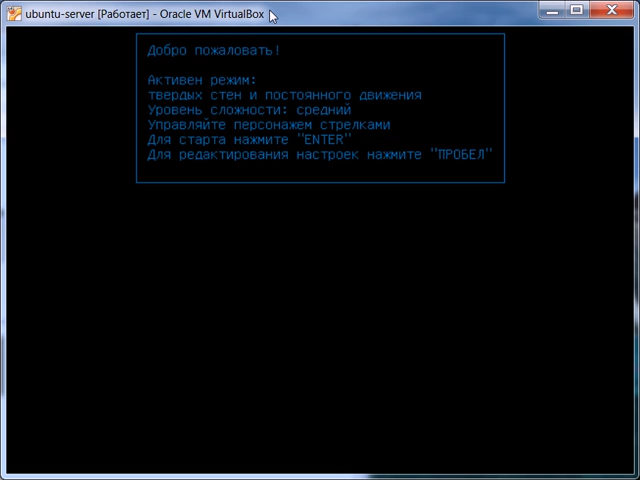 ubuntu-server [Работает] - Oracle VM VirtualBox
Добро пожаловать!
Активен режим:
твердых стен и постоянного движения
Уровень сложности: средний
Управляйте персонажем стрелками
Для старта нажмите "ENTER"
Для редактирования настроек нажмите "ПРОБЕЛ"